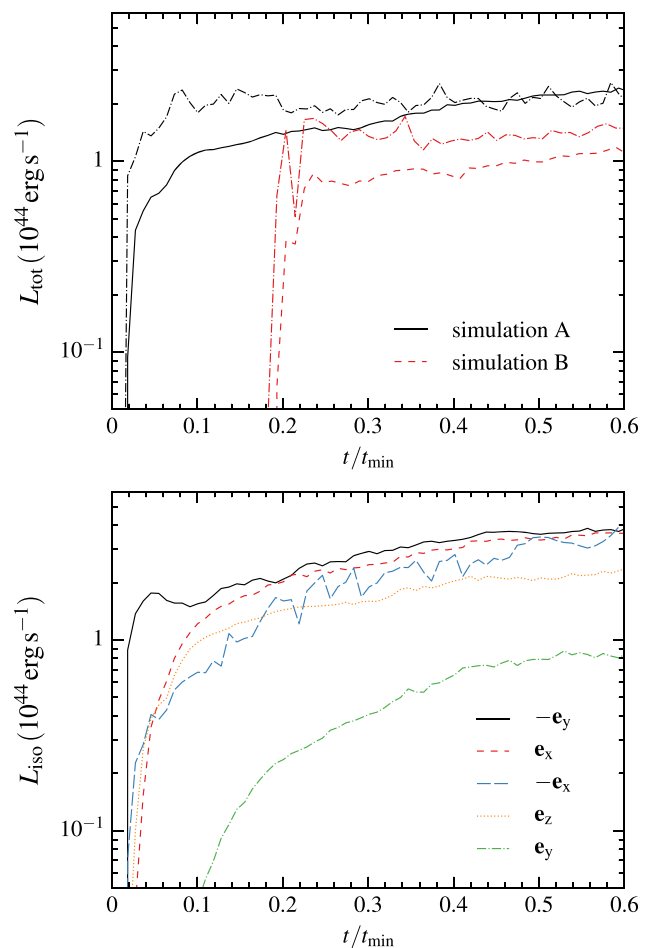 L_tot (10^44 erg s^−1)
1
10^−1
simulation A
simulation B
0 0.1 0.2 0.3 0.4 0.5 0.6
t/t_min
L_iso (10^44 erg s^−1)
1
10^−1
−e_y
e_x
−e_x
e_z
e_y
0 0.1 0.2 0.3 0.4 0.5 0.6
t/t_min